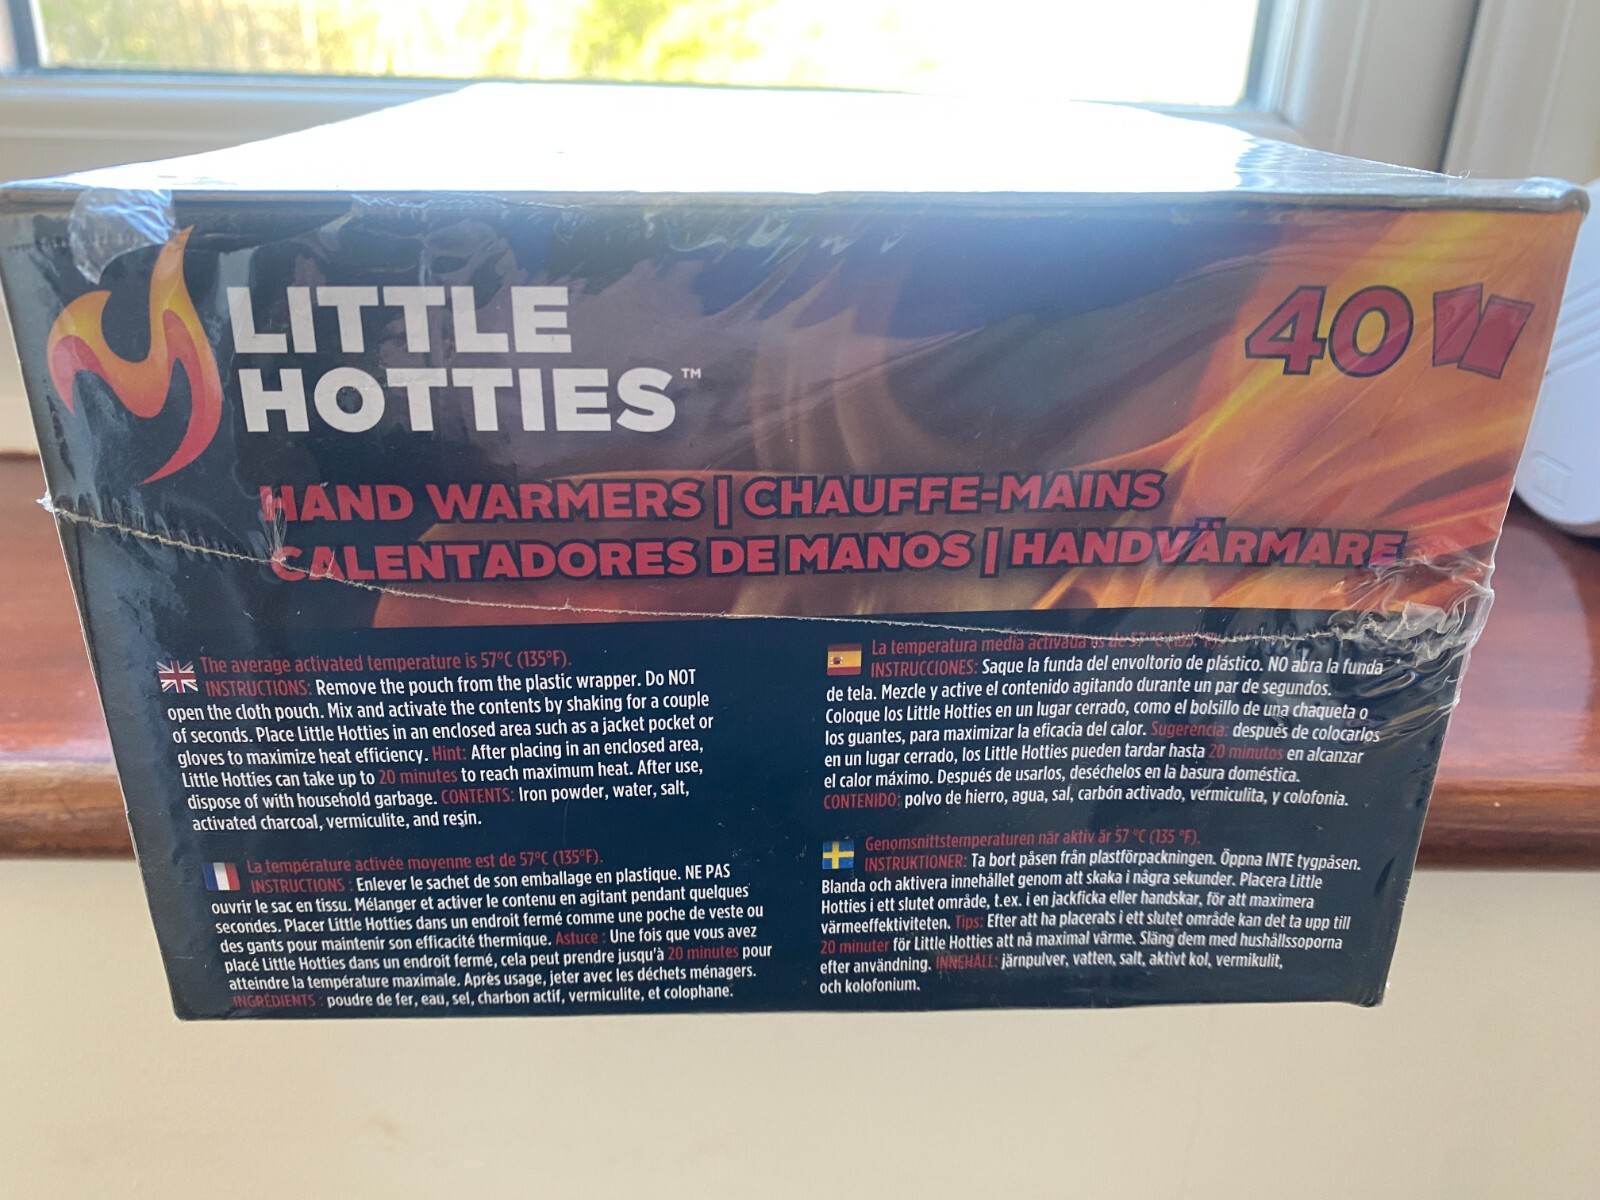 LITTLE
HOTTIES™
40
HAND WARMERS | CHAUFFE-MAINS
CALENTADORES DE MANOS | HANDVÄRMARE
The average activated temperature is 57°C (135°F).
INSTRUCTIONS: Remove the pouch from the plastic wrapper. Do NOT
open the cloth pouch. Mix and activate the contents by shaking for a couple
of seconds. Place Little Hotties in an enclosed area such as a jacket pocket or
gloves to maximize heat efficiency. Hint: After placing in an enclosed area,
Little Hotties can take up to 20 minutes to reach maximum heat. After use,
dispose of with household garbage. CONTENTS: Iron powder, water, salt,
activated charcoal, vermiculite, and resin.
La température activée moyenne est de 57°C (135°F).
INSTRUCTIONS : Enlever le sachet de son emballage en plastique. NE PAS
ouvrir le sac en tissu. Mélanger et activer le contenu en agitant pendant quelques
secondes. Placer Little Hotties dans un endroit fermé comme une poche de veste ou
des gants pour maintenir son efficacité thermique. Astuce : Une fois que vous avez
placé Little Hotties dans un endroit fermé, cela peut prendre jusqu'à 20 minutes pour
atteindre la température maximale. Après usage, jeter avec les déchets ménagers.
INGRÉDIENTS : poudre de fer, eau, sel, charbon actif, vermiculite, et colophane.
La temperatura media activada es de 57°C (135°F).
INSTRUCCIONES: Saque la funda del envoltorio de plástico. NO abra la funda
de tela. Mezcle y active el contenido agitando durante un par de segundos.
Coloque los Little Hotties en un lugar cerrado, como el bolsillo de una chaqueta o
los guantes, para maximizar la eficacia del calor. Sugerencia: después de colocarlos
en un lugar cerrado, los Little Hotties pueden tardar hasta 20 minutos en alcanzar
el calor máximo. Después de usarlos, deséchelos en la basura doméstica.
CONTENIDO: polvo de hierro, agua, sal, carbón activado, vermiculita, y colofonia.
Genomsnittstemperaturen när aktiv är 57 °C (135 °F).
INSTRUKTIONER: Ta bort påsen från plastförpackningen. Öppna INTE tygpåsen.
Blanda och aktivera innehållet genom att skaka i några sekunder. Placera Little
Hotties i ett slutet område, t.ex. i en jackficka eller handskar, för att maximera
värmeeffektiviteten. Tips: Efter att ha placerats i ett slutet område kan det ta upp till
20 minuter för Little Hotties att nå maximal värme. Släng dem med hushållssoporna
efter användning. INNEHÅLL: järnpulver, vatten, salt, aktivt kol, vermikulit,
och kolofonium.